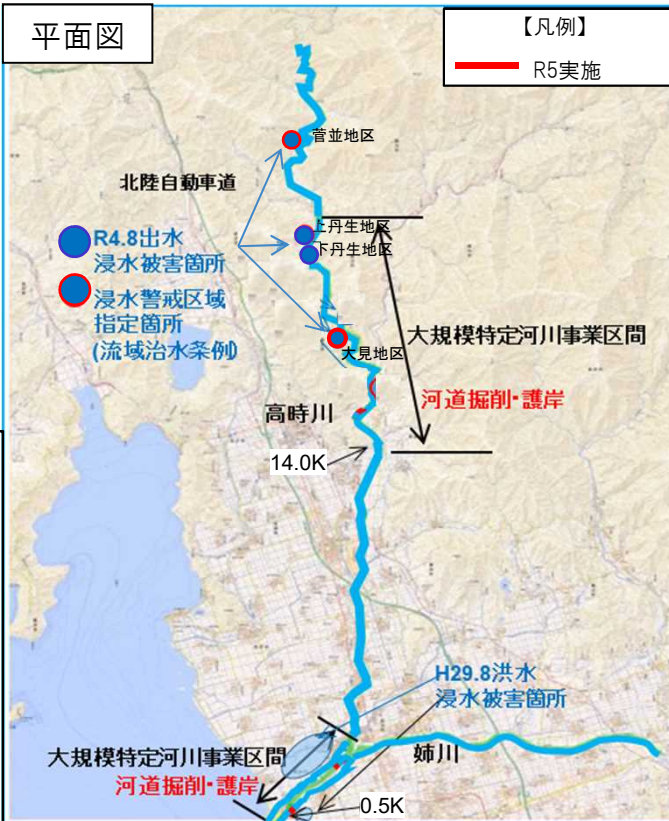 平面図
【凡例】
R5実施
菅並地区
北陸自動車道
上丹生地区
下丹生地区
R4.8出水
浸水被害箇所
浸水警戒区域
指定箇所
(流域治水条例)
大規模特定河川事業区間
大見地区
河道掘削・護岸
高時川
14.0K
H29.8洪水
浸水被害箇所
大規模特定河川事業区間
姉川
河道掘削・護岸
0.5K